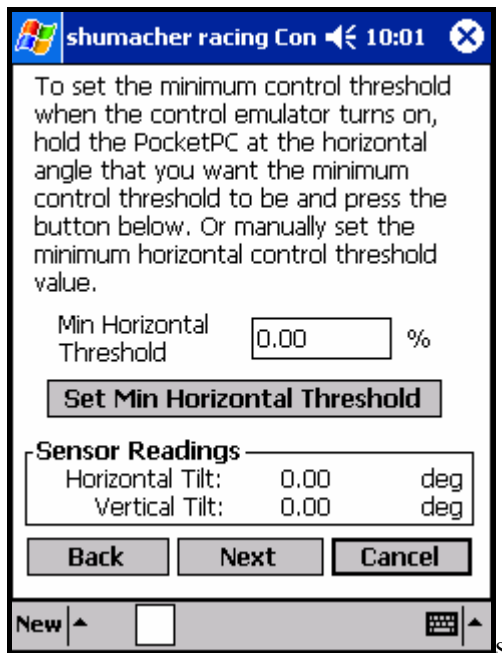 shumacher racing Con 10:01
To set the minimum control threshold
when the control emulator turns on,
hold the PocketPC at the horizontal
angle that you want the minimum
control threshold to be and press the
button below. Or manually set the
minimum horizontal control threshold
value.
Min Horizontal
Threshold 0.00 %
Set Min Horizontal Threshold
Sensor Readings
Horizontal Tilt: 0.00 deg
Vertical Tilt: 0.00 deg
Back Next Cancel
New